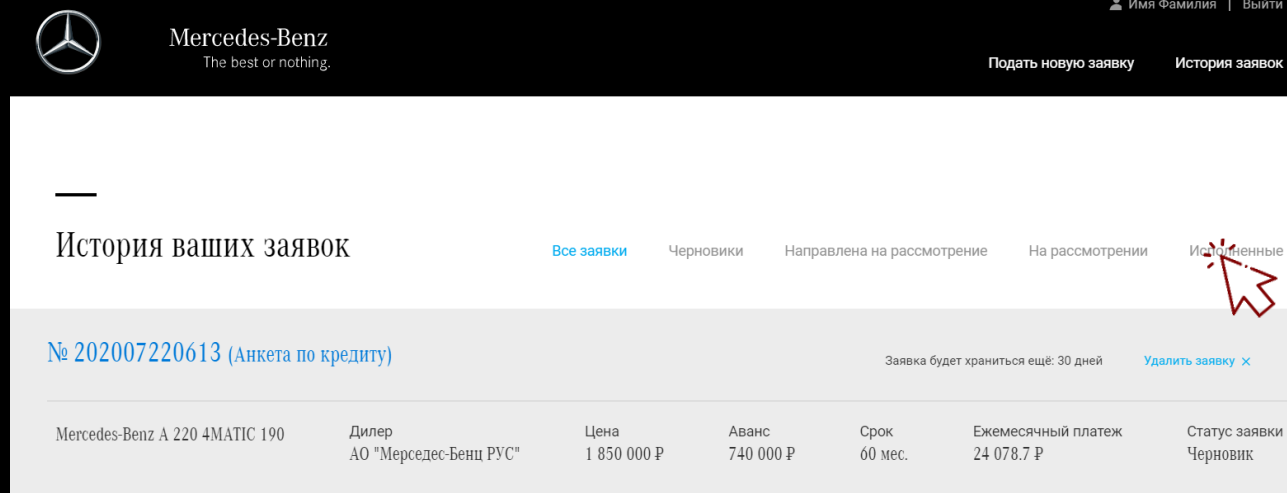 Имя Фамилия | Выйти
Mercedes-Benz
The best or nothing.
Подать новую заявку История заявок
История ваших заявок
Все заявки Черновики Направлена на рассмотрение На рассмотрении Исполненные
№ 202007220613 (Анкета по кредиту)
Заявка будет храниться ещё: 30 дней Удалить заявку ×
Mercedes-Benz A 220 4MATIC 190
Дилер Цена Аванс Срок Ежемесячный платеж Статус заявки
АО "Мерседес-Бенц РУС" 1 850 000 ₽ 740 000 ₽ 60 мес. 24 078.7 ₽ Черновик